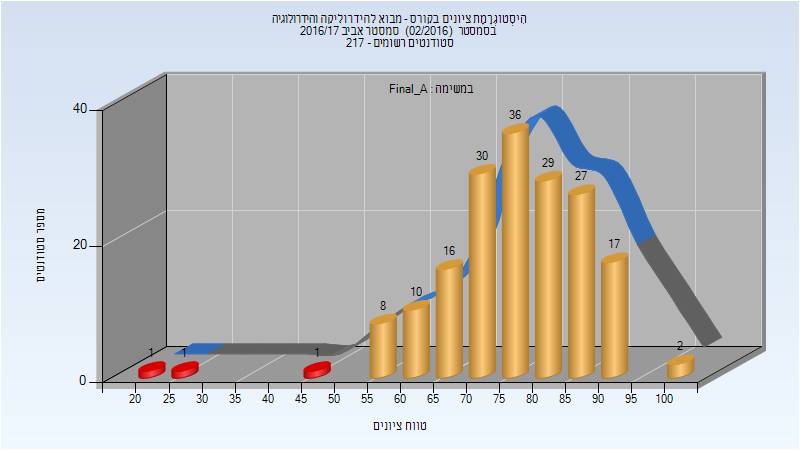 היסטוגרמת ציונים בקורס - מבוא להידרוליקה והידרולוגיה
בסמסטר (02/2016) סמסטר אביב 2016/17
סטודנטים רשומים - 217
במשימה : Final_A
מספר סטודנטים
40
20
0
1
1
1
8
10
16
30
36
29
27
17
2
20 25 30 35 40 45 50 55 60 65 70 75 80 85 90 95 100
טווח ציונים